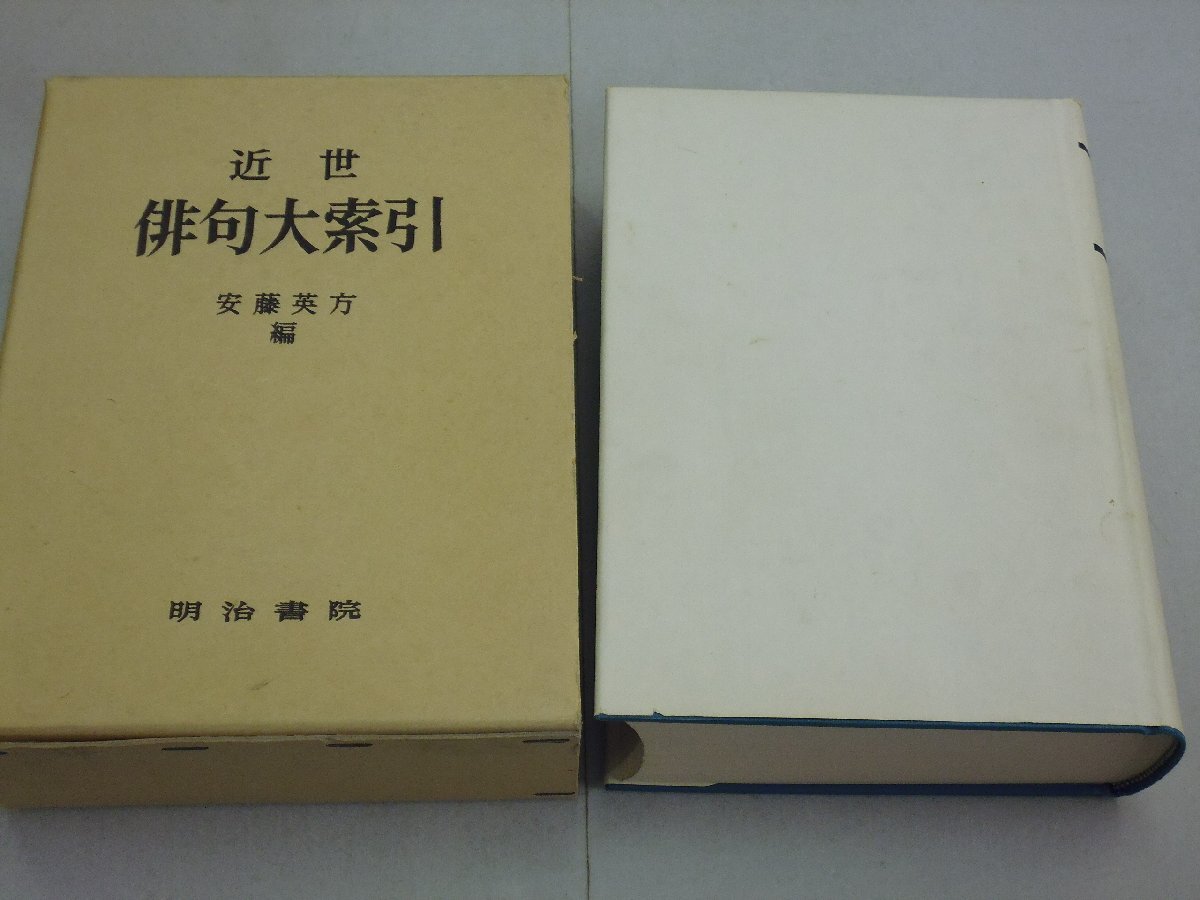 近世
俳句大索引
安藤英方
編
明治書院